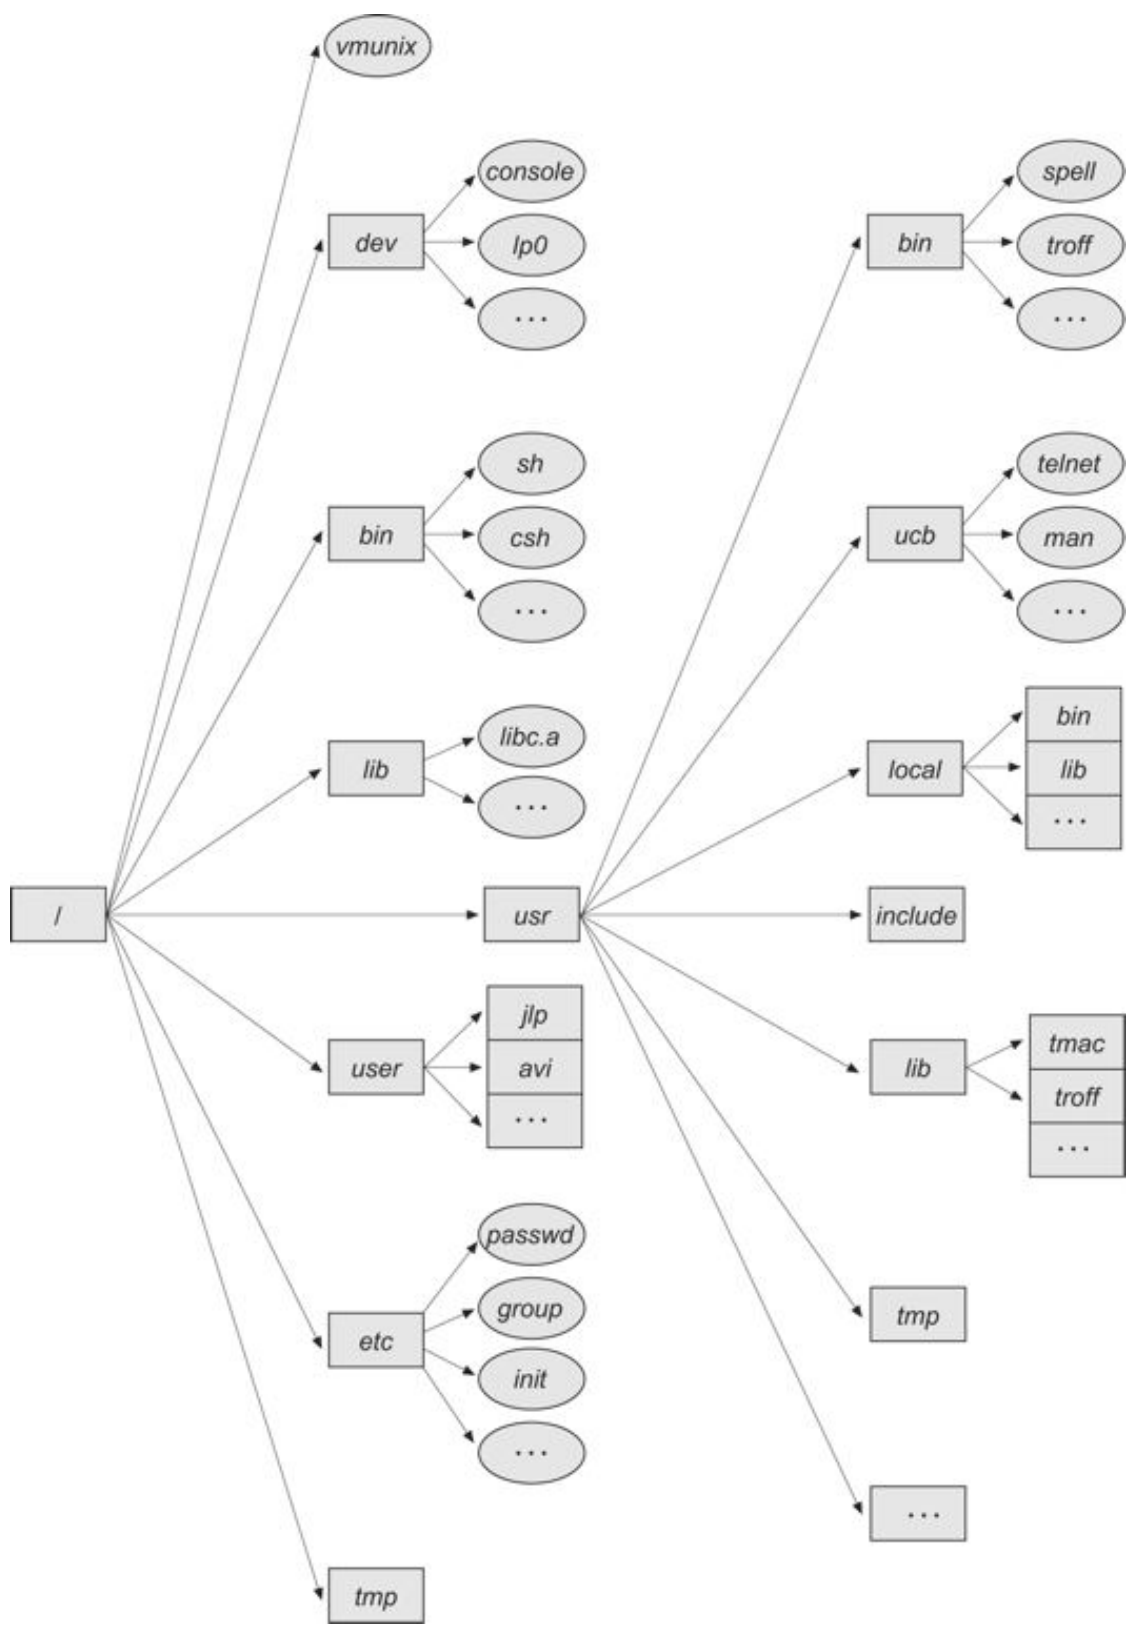 vmunix
console
dev
lp0
...
sh
bin
csh
...
libc.a
lib
...
/
usr
jlp
user
avi
...
passwd
group
etc
init
...
tmp
spell
bin
troff
...
telnet
ucb
man
...
bin
local
lib
...
include
tmac
lib
troff
...
tmp
...